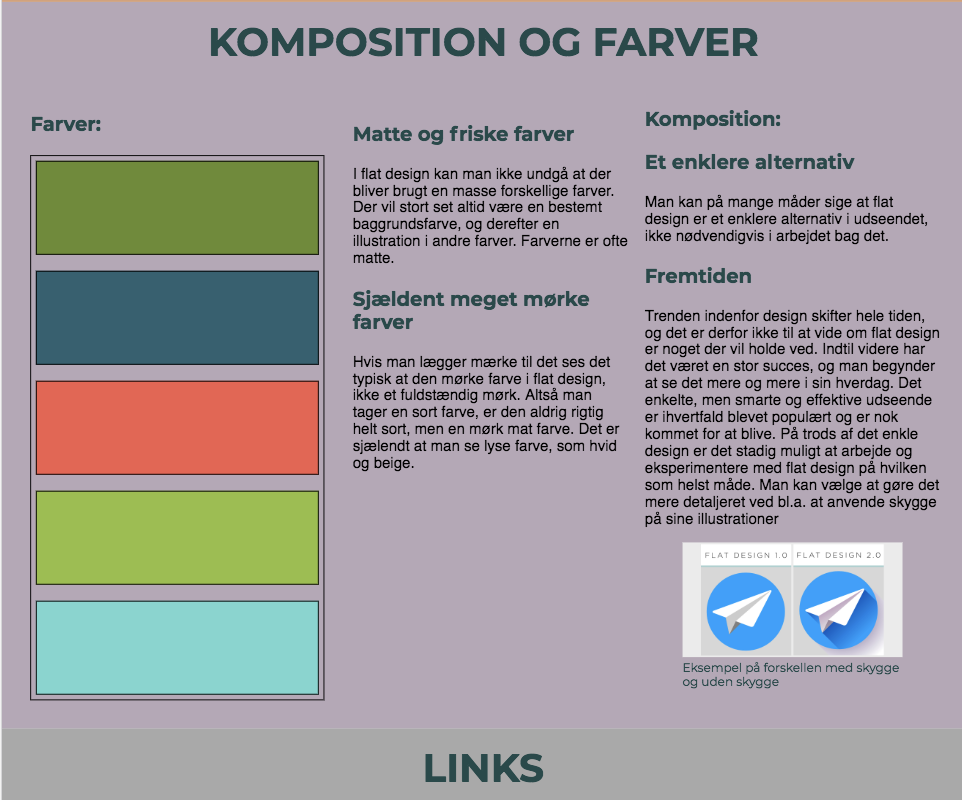 KOMPOSITION OG FARVER
Farver:
Matte og friske farver
I flat design kan man ikke undgå at der
bliver brugt en masse forskellige farver.
Der vil stort set altid være en bestemt
baggrundsfarve, og derefter en
illustration i andre farver. Farverne er ofte
matte.
Sjældent meget mørke
farver
Hvis man lægger mærke til det ses det
typisk at den mørke farve i flat design,
ikke et fuldstændig mørk. Altså man
tager en sort farve, er den aldrig rigtig
helt sort, men en mørk mat farve. Det er
sjælendt at man se lyse farve, som hvid
og beige.
Komposition:
Et enklere alternativ
Man kan på mange måder sige at flat
design er et enklere alternativ i udseendet,
ikke nødvendigvis i arbejdet bag det.
Fremtiden
Trenden indenfor design skifter hele tiden,
og det er derfor ikke til at vide om flat design
er noget der vil holde ved. Indtil videre har
det været en stor succes, og man begynder
at se det mere og mere i sin hverdag. Det
enkelte, men smarte og effektive udseende
er ihvertfald blevet populært og er nok
kommet for at blive. På trods af det enkle
design er det stadig muligt at arbejde og
eksperimentere med flat design på hvilken
som helst måde. Man kan vælge at gøre det
mere detaljeret ved bl.a. at anvende skygge
på sine illustrationer
FLAT DESIGN 1.0 FLAT DESIGN 2.0
Eksempel på forskellen med skygge
og uden skygge
LINKS